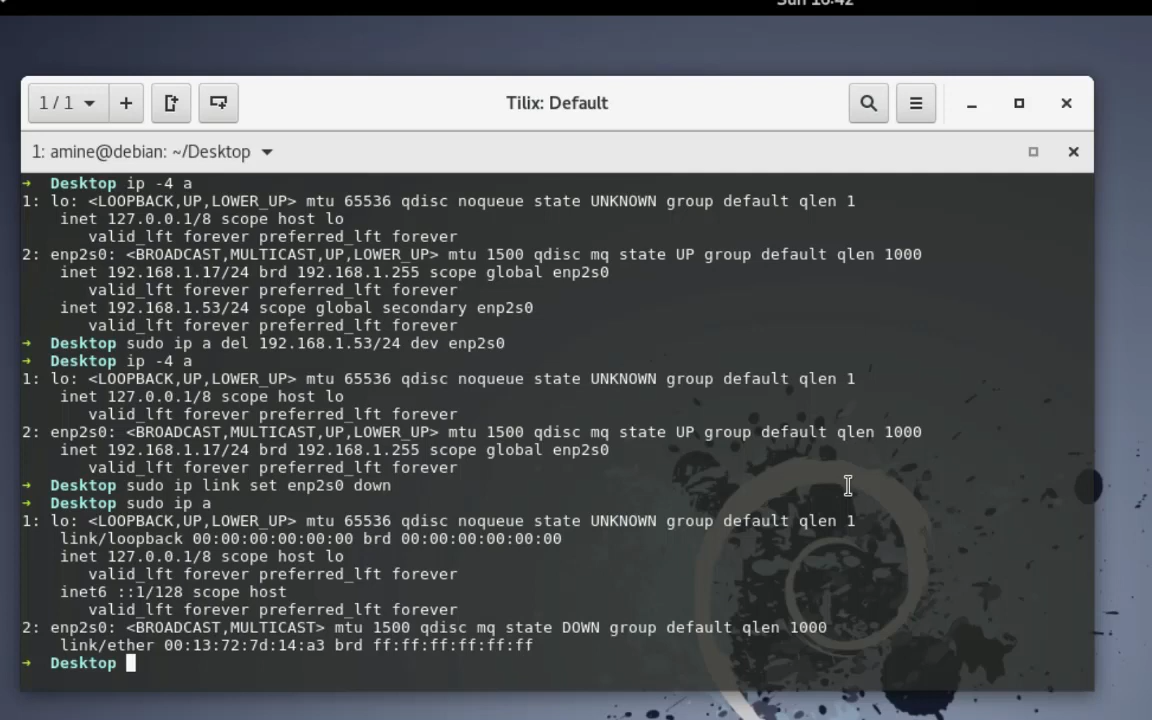 Sun 16:42
1 / 1
Tilix: Default
1: amine@debian: ~/Desktop
➜  Desktop ip -4 a
1: lo: <LOOPBACK,UP,LOWER_UP> mtu 65536 qdisc noqueue state UNKNOWN group default qlen 1
    inet 127.0.0.1/8 scope host lo
       valid_lft forever preferred_lft forever
2: enp2s0: <BROADCAST,MULTICAST,UP,LOWER_UP> mtu 1500 qdisc mq state UP group default qlen 1000
    inet 192.168.1.17/24 brd 192.168.1.255 scope global enp2s0
       valid_lft forever preferred_lft forever
    inet 192.168.1.53/24 scope global secondary enp2s0
       valid_lft forever preferred_lft forever
➜  Desktop sudo ip a del 192.168.1.53/24 dev enp2s0
➜  Desktop ip -4 a
1: lo: <LOOPBACK,UP,LOWER_UP> mtu 65536 qdisc noqueue state UNKNOWN group default qlen 1
    inet 127.0.0.1/8 scope host lo
       valid_lft forever preferred_lft forever
2: enp2s0: <BROADCAST,MULTICAST,UP,LOWER_UP> mtu 1500 qdisc mq state UP group default qlen 1000
    inet 192.168.1.17/24 brd 192.168.1.255 scope global enp2s0
       valid_lft forever preferred_lft forever
➜  Desktop sudo ip link set enp2s0 down
➜  Desktop sudo ip a
1: lo: <LOOPBACK,UP,LOWER_UP> mtu 65536 qdisc noqueue state UNKNOWN group default qlen 1
    link/loopback 00:00:00:00:00:00 brd 00:00:00:00:00:00
    inet 127.0.0.1/8 scope host lo
       valid_lft forever preferred_lft forever
    inet6 ::1/128 scope host
       valid_lft forever preferred_lft forever
2: enp2s0: <BROADCAST,MULTICAST> mtu 1500 qdisc mq state DOWN group default qlen 1000
    link/ether 00:13:72:7d:14:a3 brd ff:ff:ff:ff:ff:ff
➜  Desktop